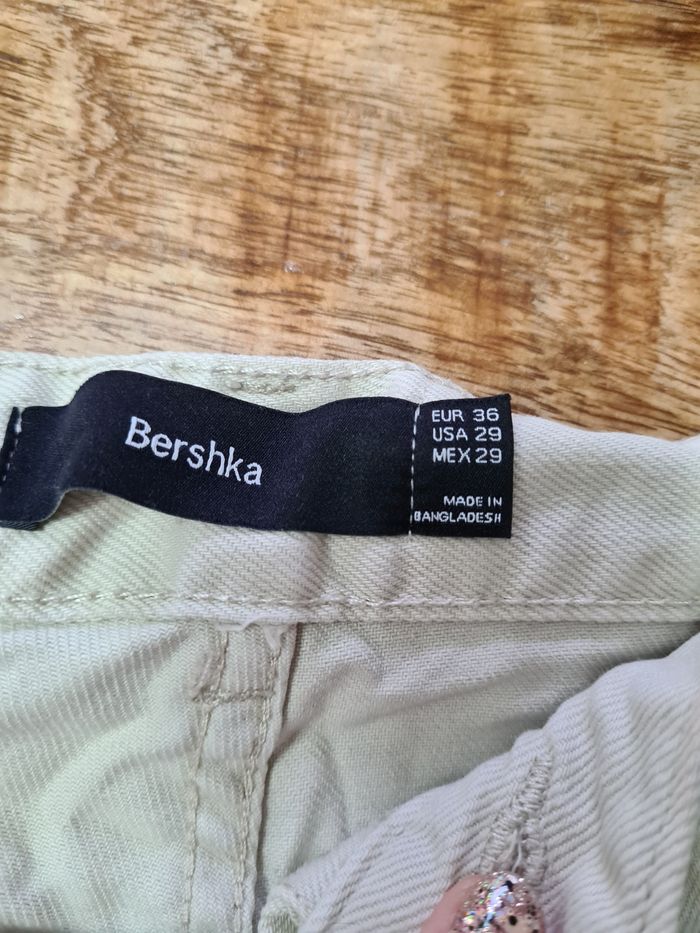 Bershka
EUR 36
USA 29
MEX 29
MADE IN
BANGLADESH